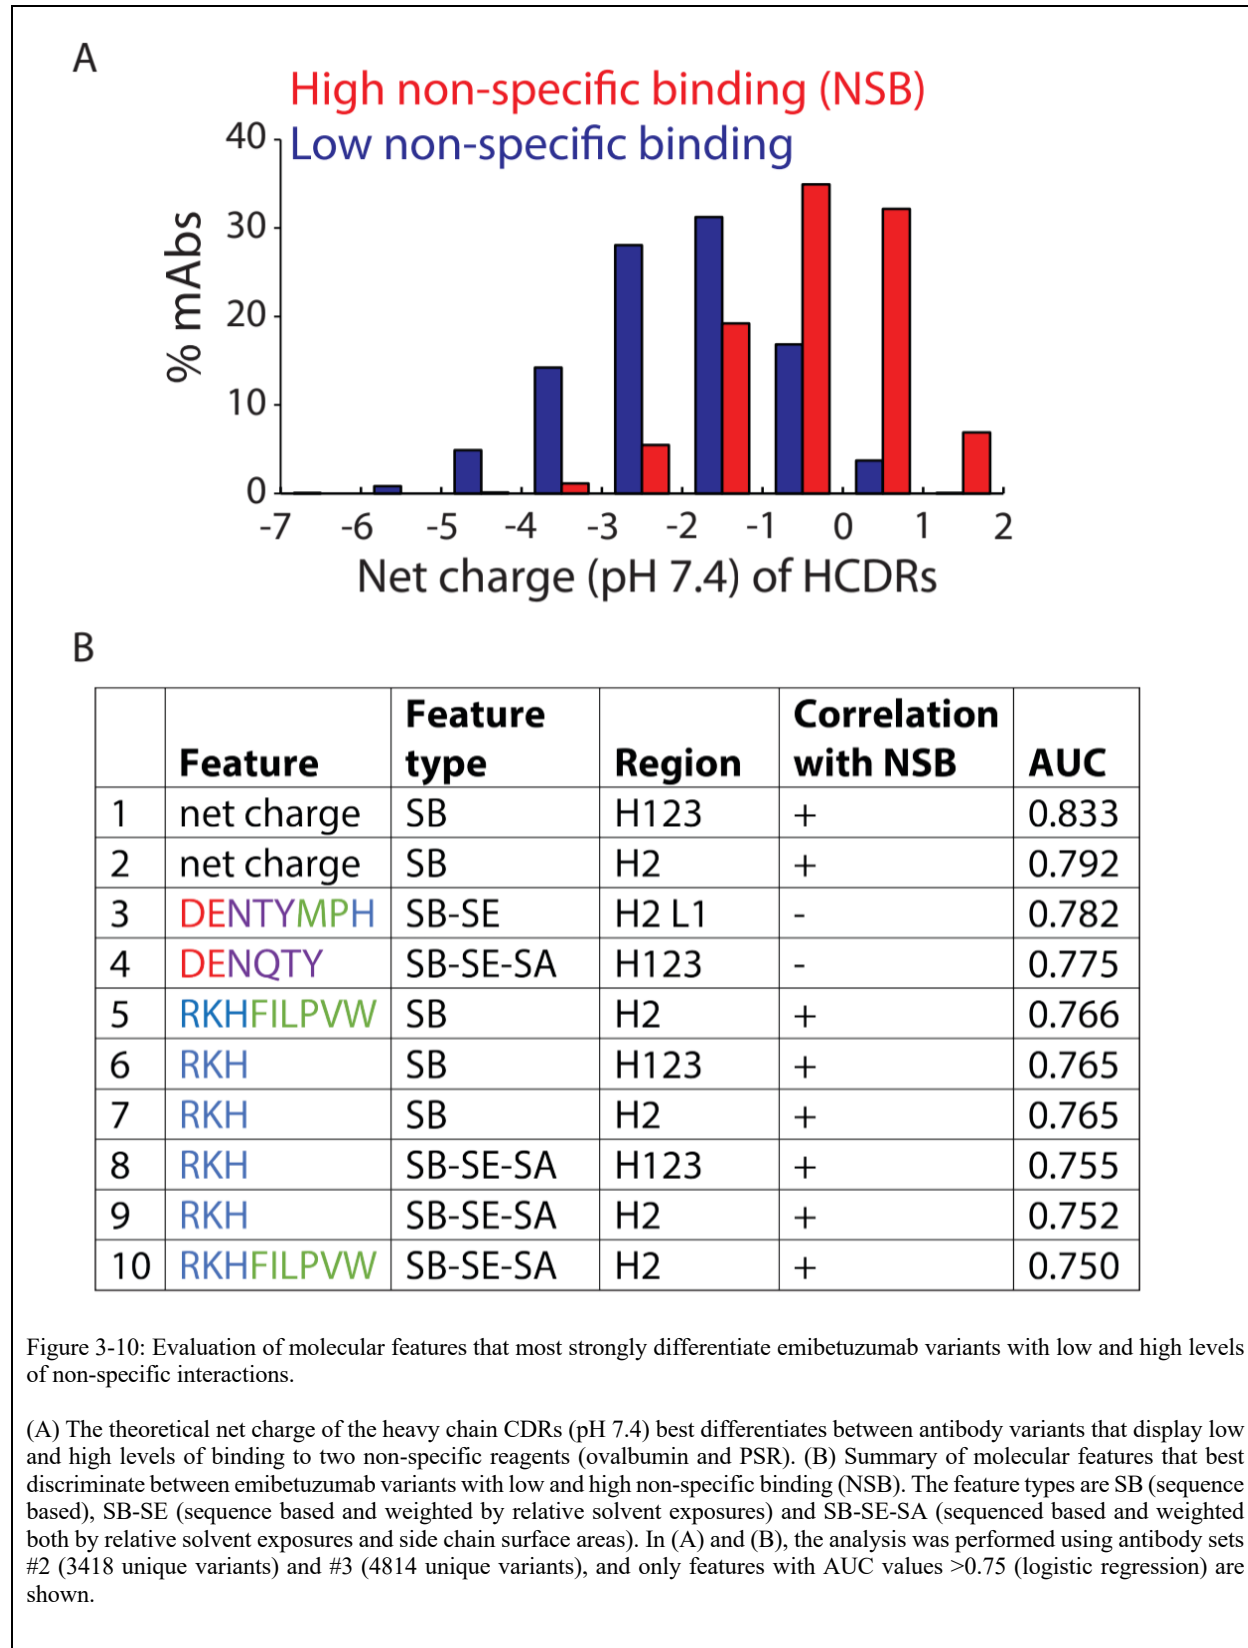 A
High non-specific binding (NSB)
Low non-specific binding
40
30
20
10
0
% mAbs
-7 -6 -5 -4 -3 -2 -1 0 1 2
Net charge (pH 7.4) of HCDRs
B
Feature Feature type Region Correlation with NSB AUC
1 net charge SB H123 + 0.833
2 net charge SB H2 + 0.792
3 DENTYMPH SB-SE H2 L1 - 0.782
4 DENQTY SB-SE-SA H123 - 0.775
5 RKHFILPVW SB H2 + 0.766
6 RKH SB H123 + 0.765
7 RKH SB H2 + 0.765
8 RKH SB-SE-SA H123 + 0.755
9 RKH SB-SE-SA H2 + 0.752
10 RKHFILPVW SB-SE-SA H2 + 0.750
Figure 3-10: Evaluation of molecular features that most strongly differentiate emibetuzumab variants with low and high levels
of non-specific interactions.
(A) The theoretical net charge of the heavy chain CDRs (pH 7.4) best differentiates between antibody variants that display low
and high levels of binding to two non-specific reagents (ovalbumin and PSR). (B) Summary of molecular features that best
discriminate between emibetuzumab variants with low and high non-specific binding (NSB). The feature types are SB (sequence
based), SB-SE (sequence based and weighted by relative solvent exposures) and SB-SE-SA (sequenced based and weighted
both by relative solvent exposures and side chain surface areas). In (A) and (B), the analysis was performed using antibody sets
#2 (3418 unique variants) and #3 (4814 unique variants), and only features with AUC values >0.75 (logistic regression) are
shown.